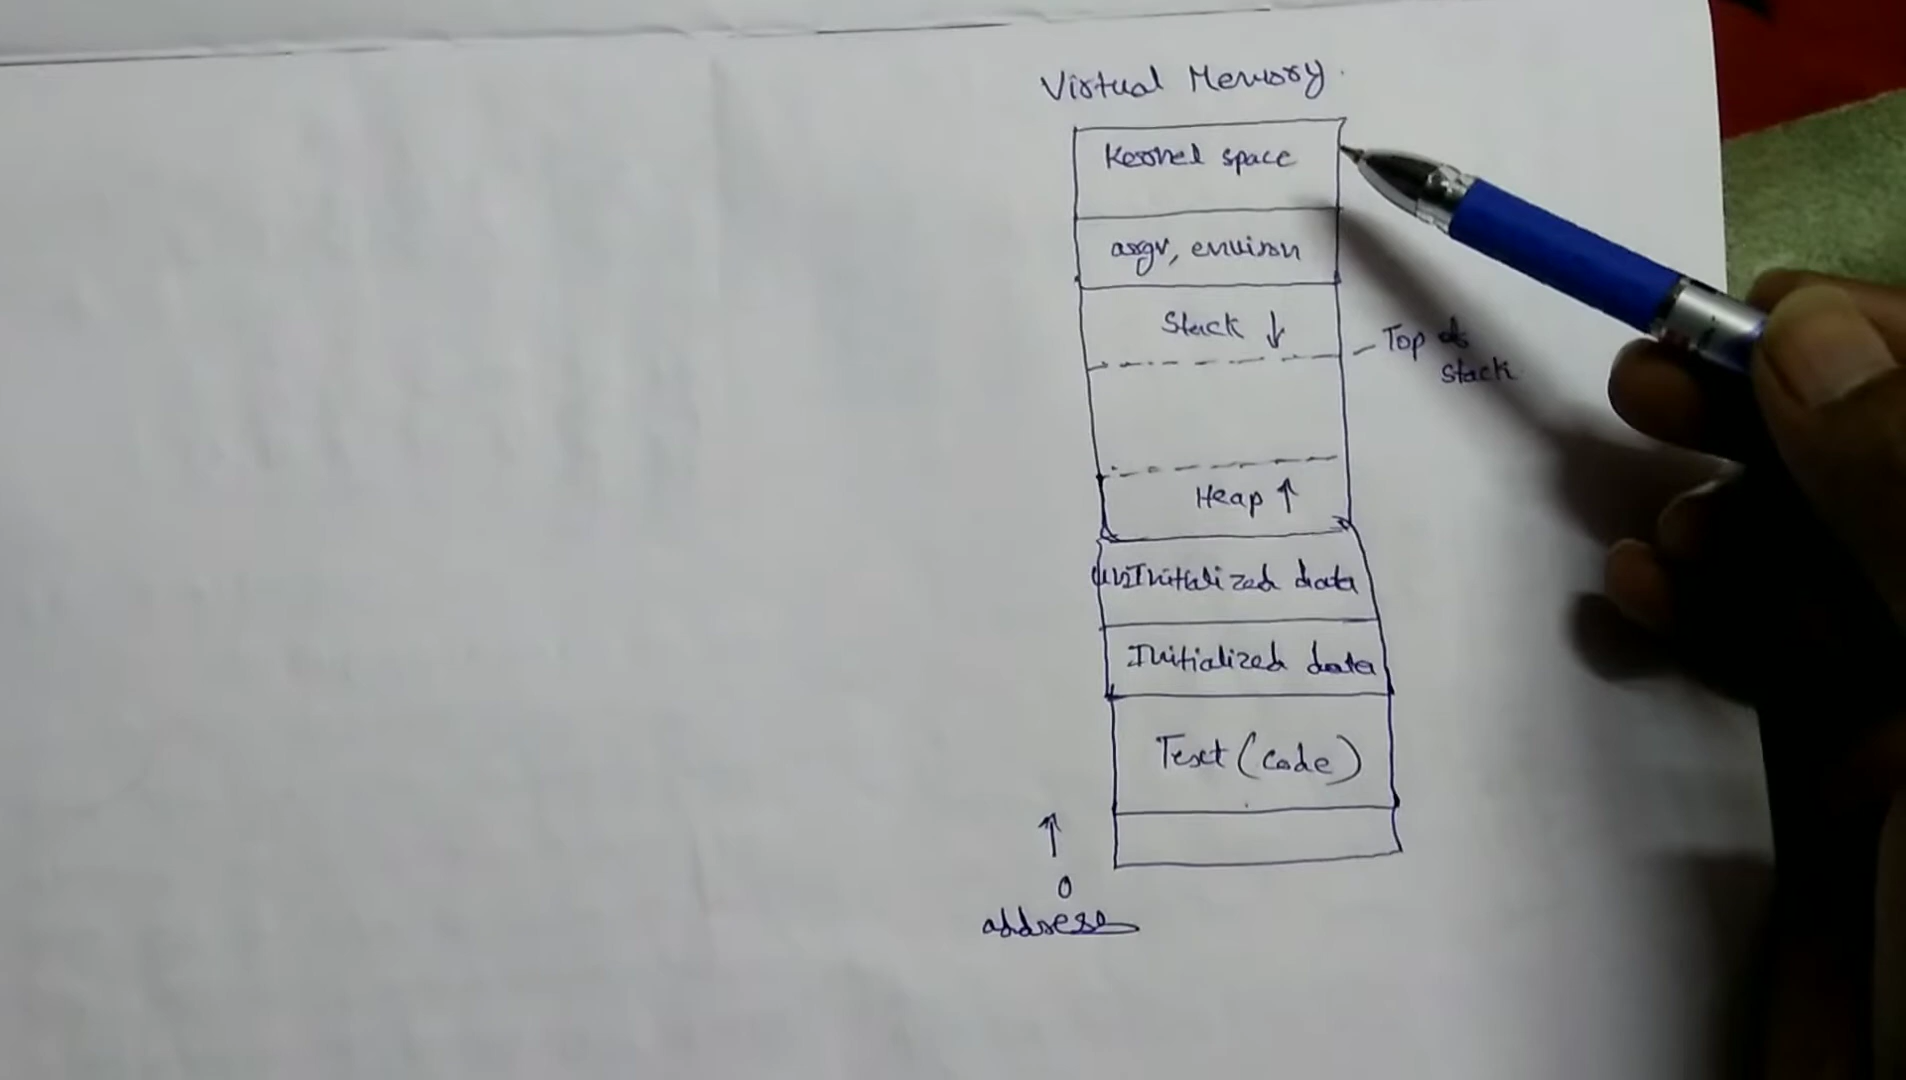 Virtual Memory
Kernel space
argv, environ
Stack ↓
Top of
stack
Heap ↑
unInitialized data
Initialized data
Text (code)
↑
0
address